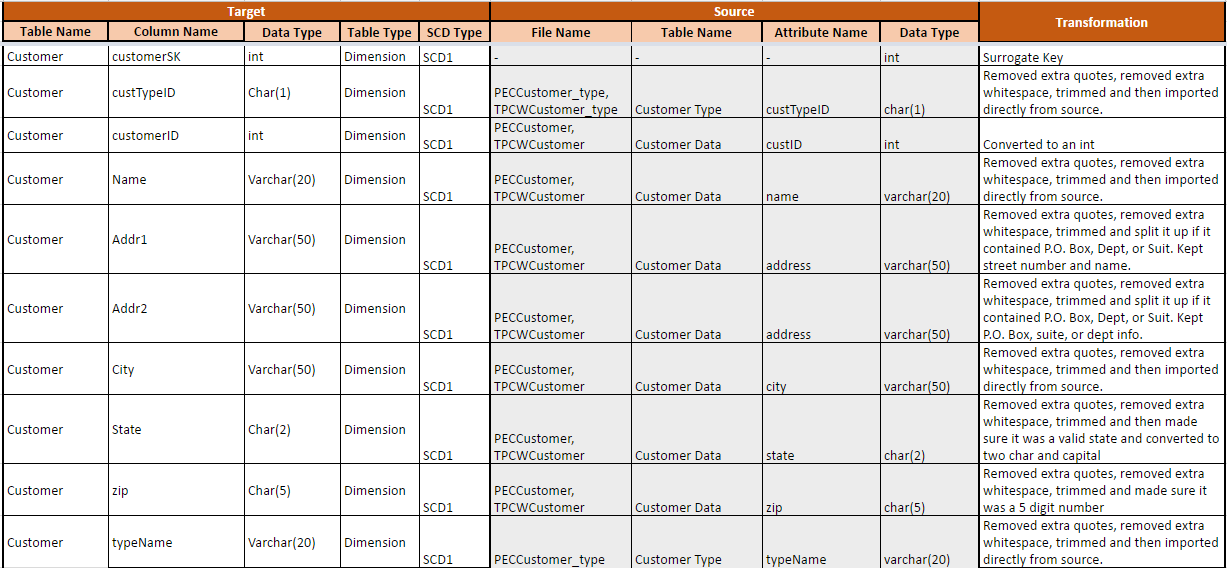 Target Source Transformation
Table Name Column Name Data Type Table Type SCD Type File Name Table Name Attribute Name Data Type
Customer customerSK int Dimension SCD1 - - - int Surrogate Key
Customer custTypeID Char(1) Dimension SCD1 PECCustomer_type, TPCWCustomer_type Customer Type custTypeID char(1) Removed extra quotes, removed extra
whitespace, trimmed and then imported
directly from source.
Customer customerID int Dimension SCD1 PECCustomer, TPCWCustomer Customer Data custID int Converted to an int
Customer Name Varchar(20) Dimension SCD1 PECCustomer, TPCWCustomer Customer Data name varchar(20) Removed extra quotes, removed extra
whitespace, trimmed and then imported
directly from source.
Customer Addr1 Varchar(50) Dimension SCD1 PECCustomer, TPCWCustomer Customer Data address varchar(50) Removed extra quotes, removed extra
whitespace, trimmed and split it up if it
contained P.O. Box, Dept, or Suit. Kept
street number and name.
Customer Addr2 Varchar(50) Dimension SCD1 PECCustomer, TPCWCustomer Customer Data address varchar(50) Removed extra quotes, removed extra
whitespace, trimmed and split it up if it
contained P.O. Box, Dept, or Suit. Kept
P.O. Box, suite, or dept info.
Customer City Varchar(50) Dimension SCD1 PECCustomer, TPCWCustomer Customer Data city varchar(50) Removed extra quotes, removed extra
whitespace, trimmed and then imported
directly from source.
Customer State Char(2) Dimension SCD1 PECCustomer, TPCWCustomer Customer Data state char(2) Removed extra quotes, removed extra
whitespace, trimmed and then made
sure it was a valid state and converted to
two char and capital
Customer zip Char(5) Dimension SCD1 PECCustomer, TPCWCustomer Customer Data zip char(5) Removed extra quotes, removed extra
whitespace, trimmed and made sure it
was a 5 digit number
Customer typeName Varchar(20) Dimension SCD1 PECCustomer_type Customer Type typeName varchar(20) Removed extra quotes, removed extra
whitespace, trimmed and then imported
directly from source.